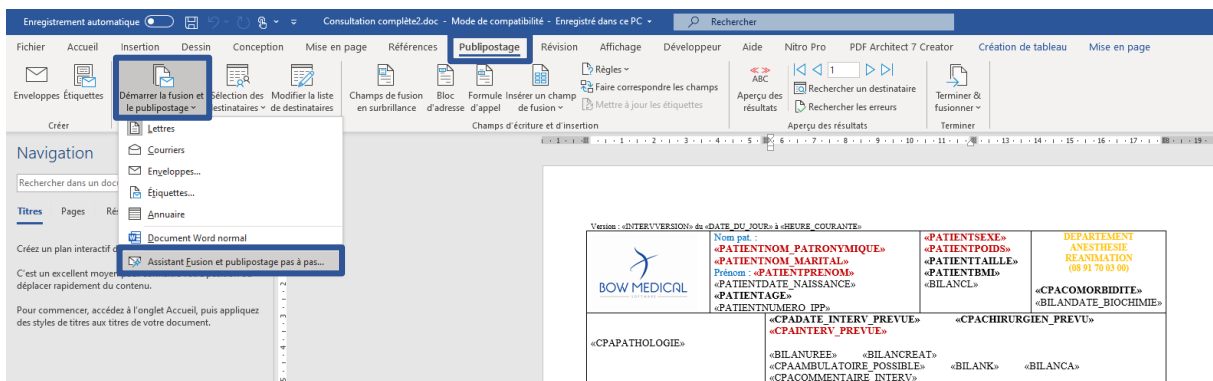 Enregistrement automatique Consultation complète2.doc - Mode de compatibilité - Enregistré dans ce PC Rechercher
Fichier Accueil Insertion Dessin Conception Mise en page Références Publipostage Révision Affichage Développeur Aide Nitro Pro PDF Architect 7 Creator Création de tableau Mise en page
Enveloppes Étiquettes
Démarrer la fusion et le publipostage
Sélection des destinataires
Modifier la liste de destinataires
Champs de fusion en surbrillance
Bloc d'adresse
Formule d'appel
Insérer un champ de fusion
Règles
Faire correspondre les champs
Mettre à jour les étiquettes
ABC
Aperçu des résultats
1
Rechercher un destinataire
Rechercher les erreurs
Terminer & fusionner
Créer Champs d'écriture et d'insertion Aperçu des résultats Terminer
Lettres
Courriers
Enveloppes...
Étiquettes...
Annuaire
Document Word normal
Assistant Fusion et publipostage pas à pas...
Navigation
Rechercher dans un doc
Titres Pages Ré
Créez un plan interactif d
C'est un excellent moye
déplacer rapidement du contenu.
Pour commencer, accédez à l'onglet Accueil, puis appliquez
des styles de titres aux titres de votre document.
Version : «INTERVVERSION» du «DATE_DU_JOUR» à «HEURE_COURANTE»
BOW MEDICAL
SOFTWARE
Nom pat. :
«PATIENTNOM_PATRONYMIQUE»
«PATIENTNOM_MARITAL»
Prénom : «PATIENTPRENOM»
«PATIENTDATE_NAISSANCE»
«PATIENTAGE»
«PATIENTNUMERO_IPP»
«PATIENTSEXE»
«PATIENTPOIDS»
«PATIENTTAILLE»
«PATIENTBMI»
«BILANCL»
DEPARTEMENT
ANESTHESIE
REANIMATION
(08 91 70 03 00)
«CPACOMORBIDITE»
«BILANDATE_BIOCHIMIE»
«CPAPATHOLOGIE»
«CPADATE_INTERV_PREVUE» «CPACHIRURGIEN_PREVU»
«CPAINTERV_PREVUE»
«BILANUREE» «BILANCREAT»
«CPAAMBULATOIRE_POSSIBLE» «BILANK» «BILANCA»
«CPACOMMENTAIRE_INTERV»